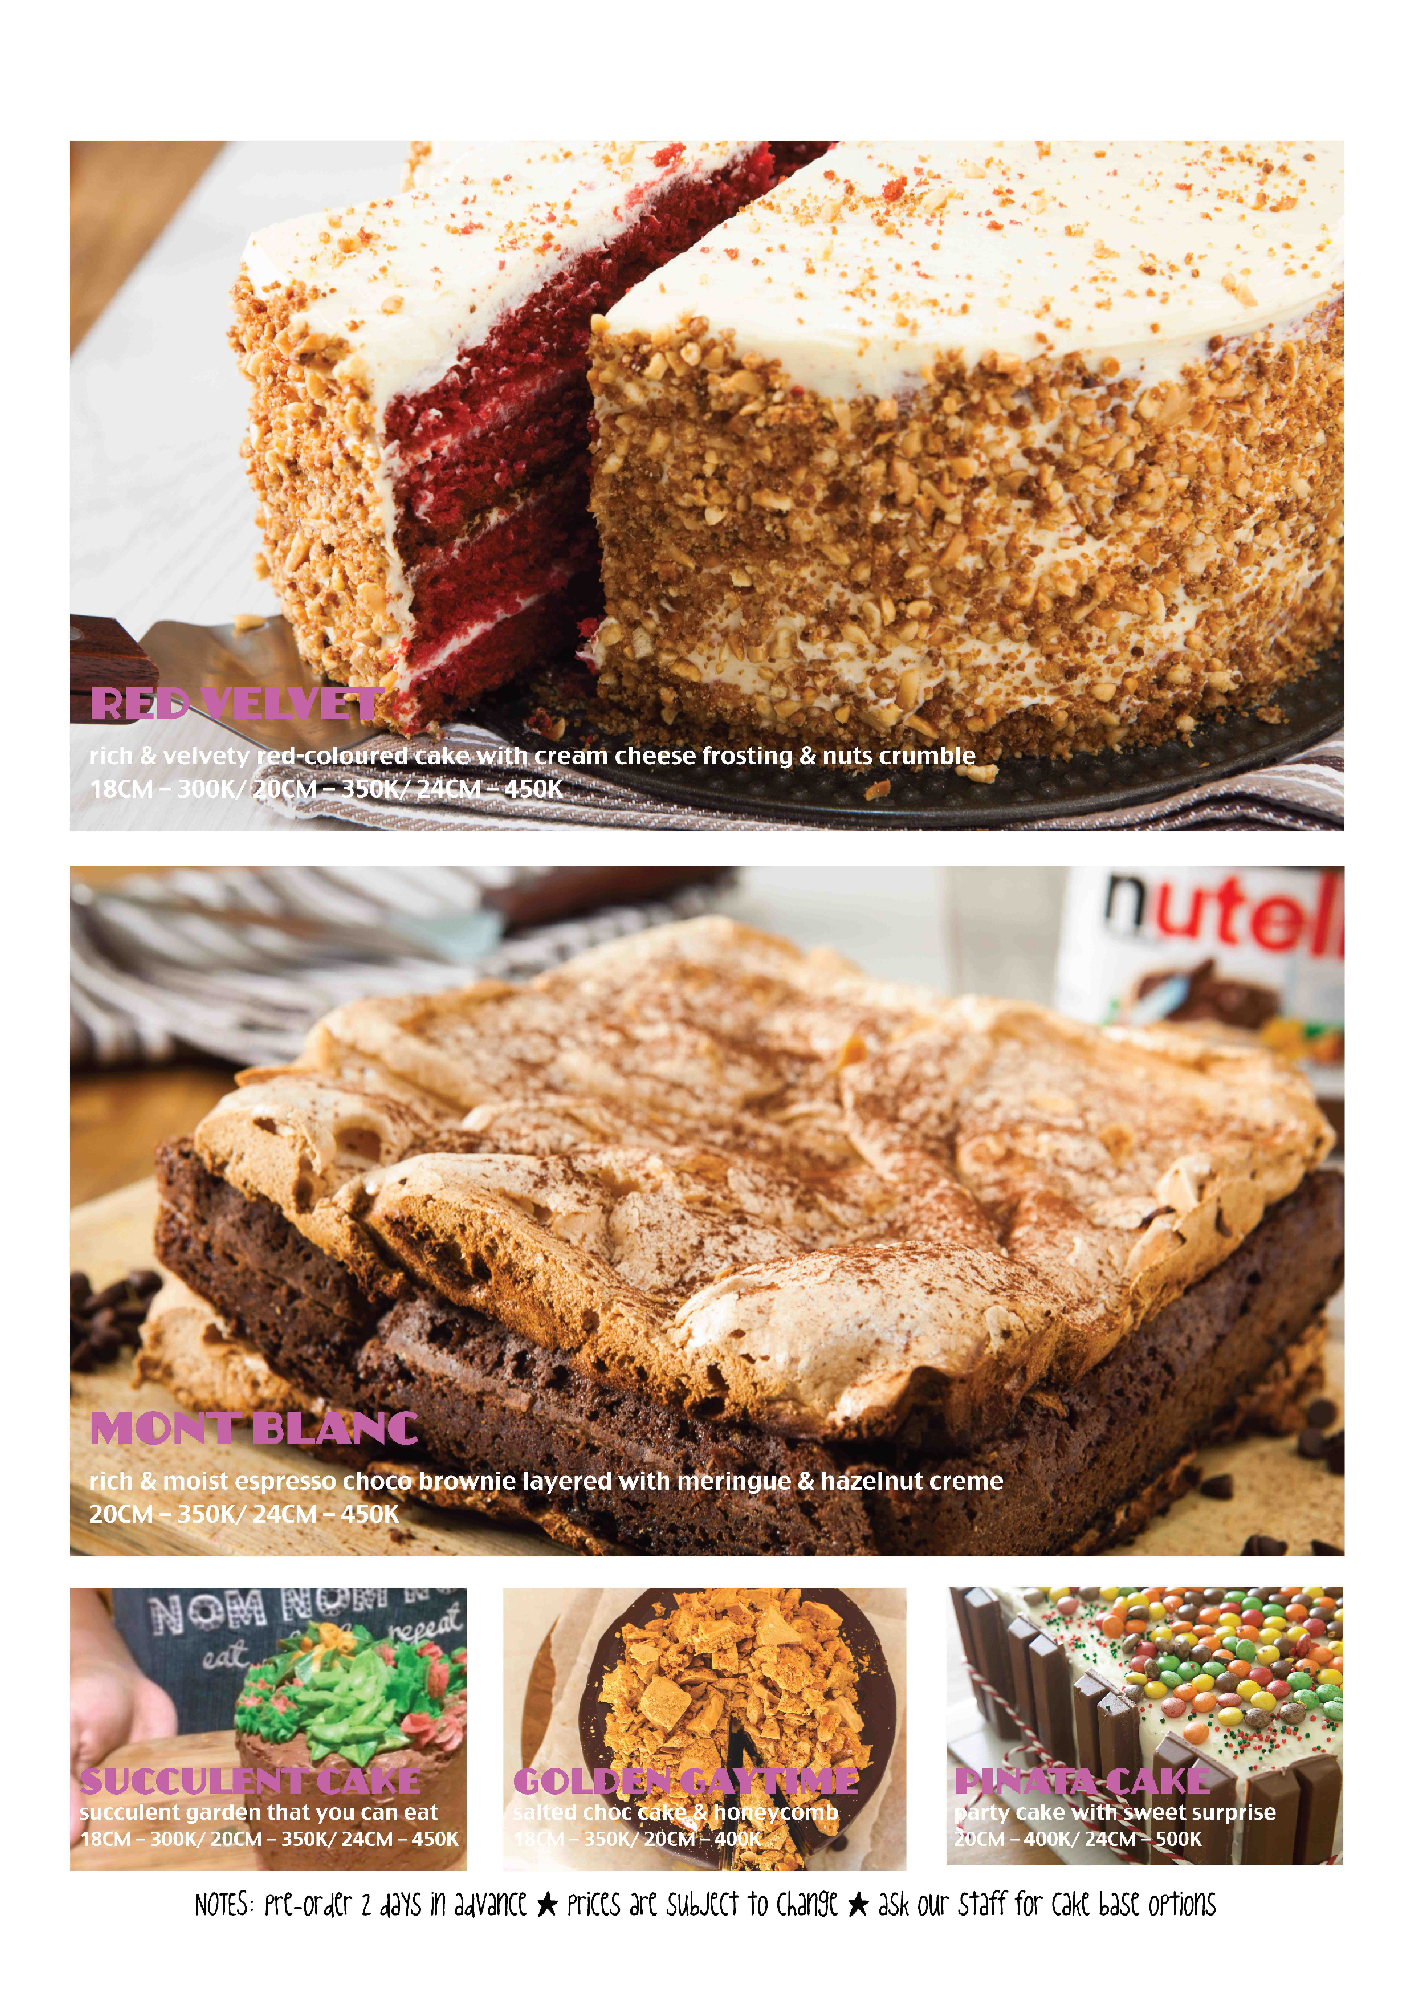 RED VELVET
rich & velvety red-coloured cake with cream cheese frosting & nuts crumble
18CM – 300K/ 20CM – 350K/ 24CM – 450K
nutell
MONT BLANC
rich & moist espresso choco brownie layered with meringue & hazelnut creme
20CM – 350K/ 24CM – 450K
NOM NOM NO
eat repeat
SUCCULENT CAKE
succulent garden that you can eat
18CM – 300K/ 20CM – 350K/ 24CM – 450K
GOLDEN GAYTIME
salted choc cake & honeycomb
18CM – 350K/ 20CM – 400K
PINATA CAKE
party cake with sweet surprise
20CM – 400K/ 24CM – 500K
NOTES: pre-order 2 days in advance ★ prices are subject to change ★ ask our staff for cake base options